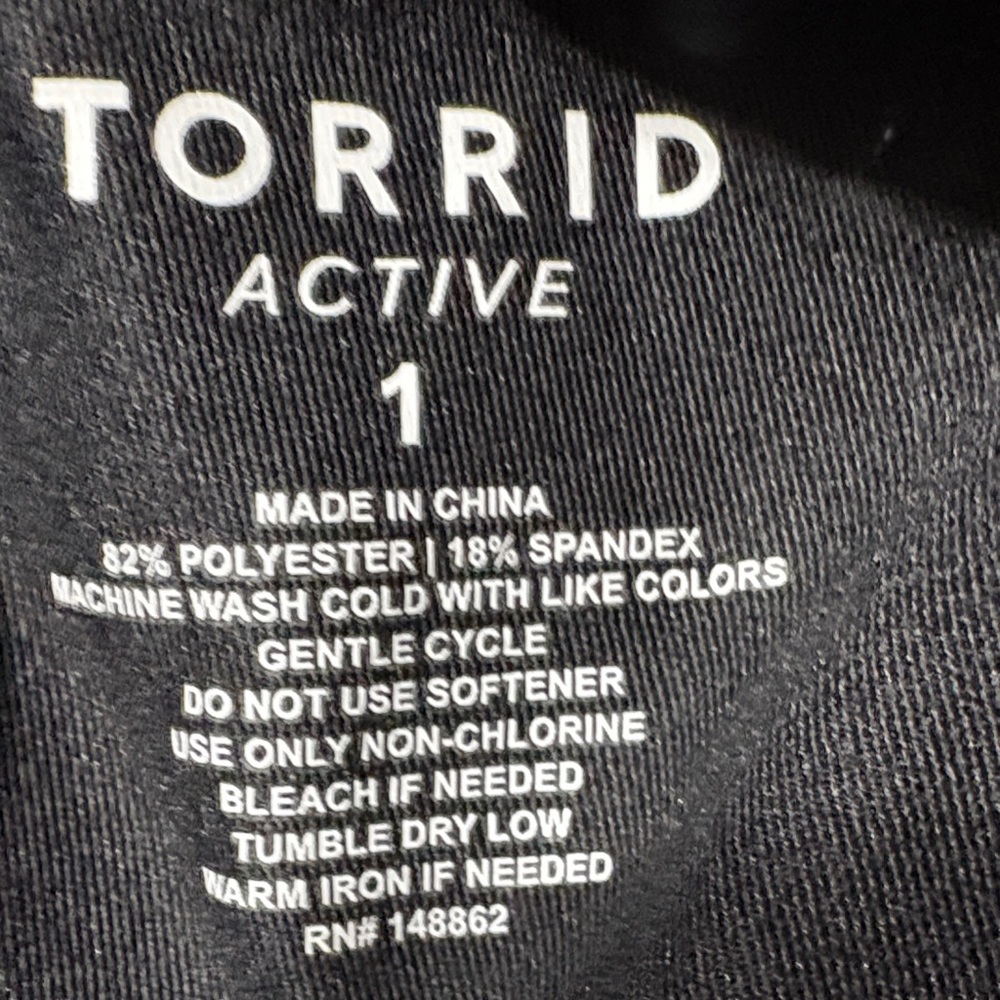 TORRID
ACTIVE
1
MADE IN CHINA
82% POLYESTER | 18% SPANDEX
MACHINE WASH COLD WITH LIKE COLORS
GENTLE CYCLE
DO NOT USE SOFTENER
USE ONLY NON-CHLORINE
BLEACH IF NEEDED
TUMBLE DRY LOW
WARM IRON IF NEEDED
RN# 148862